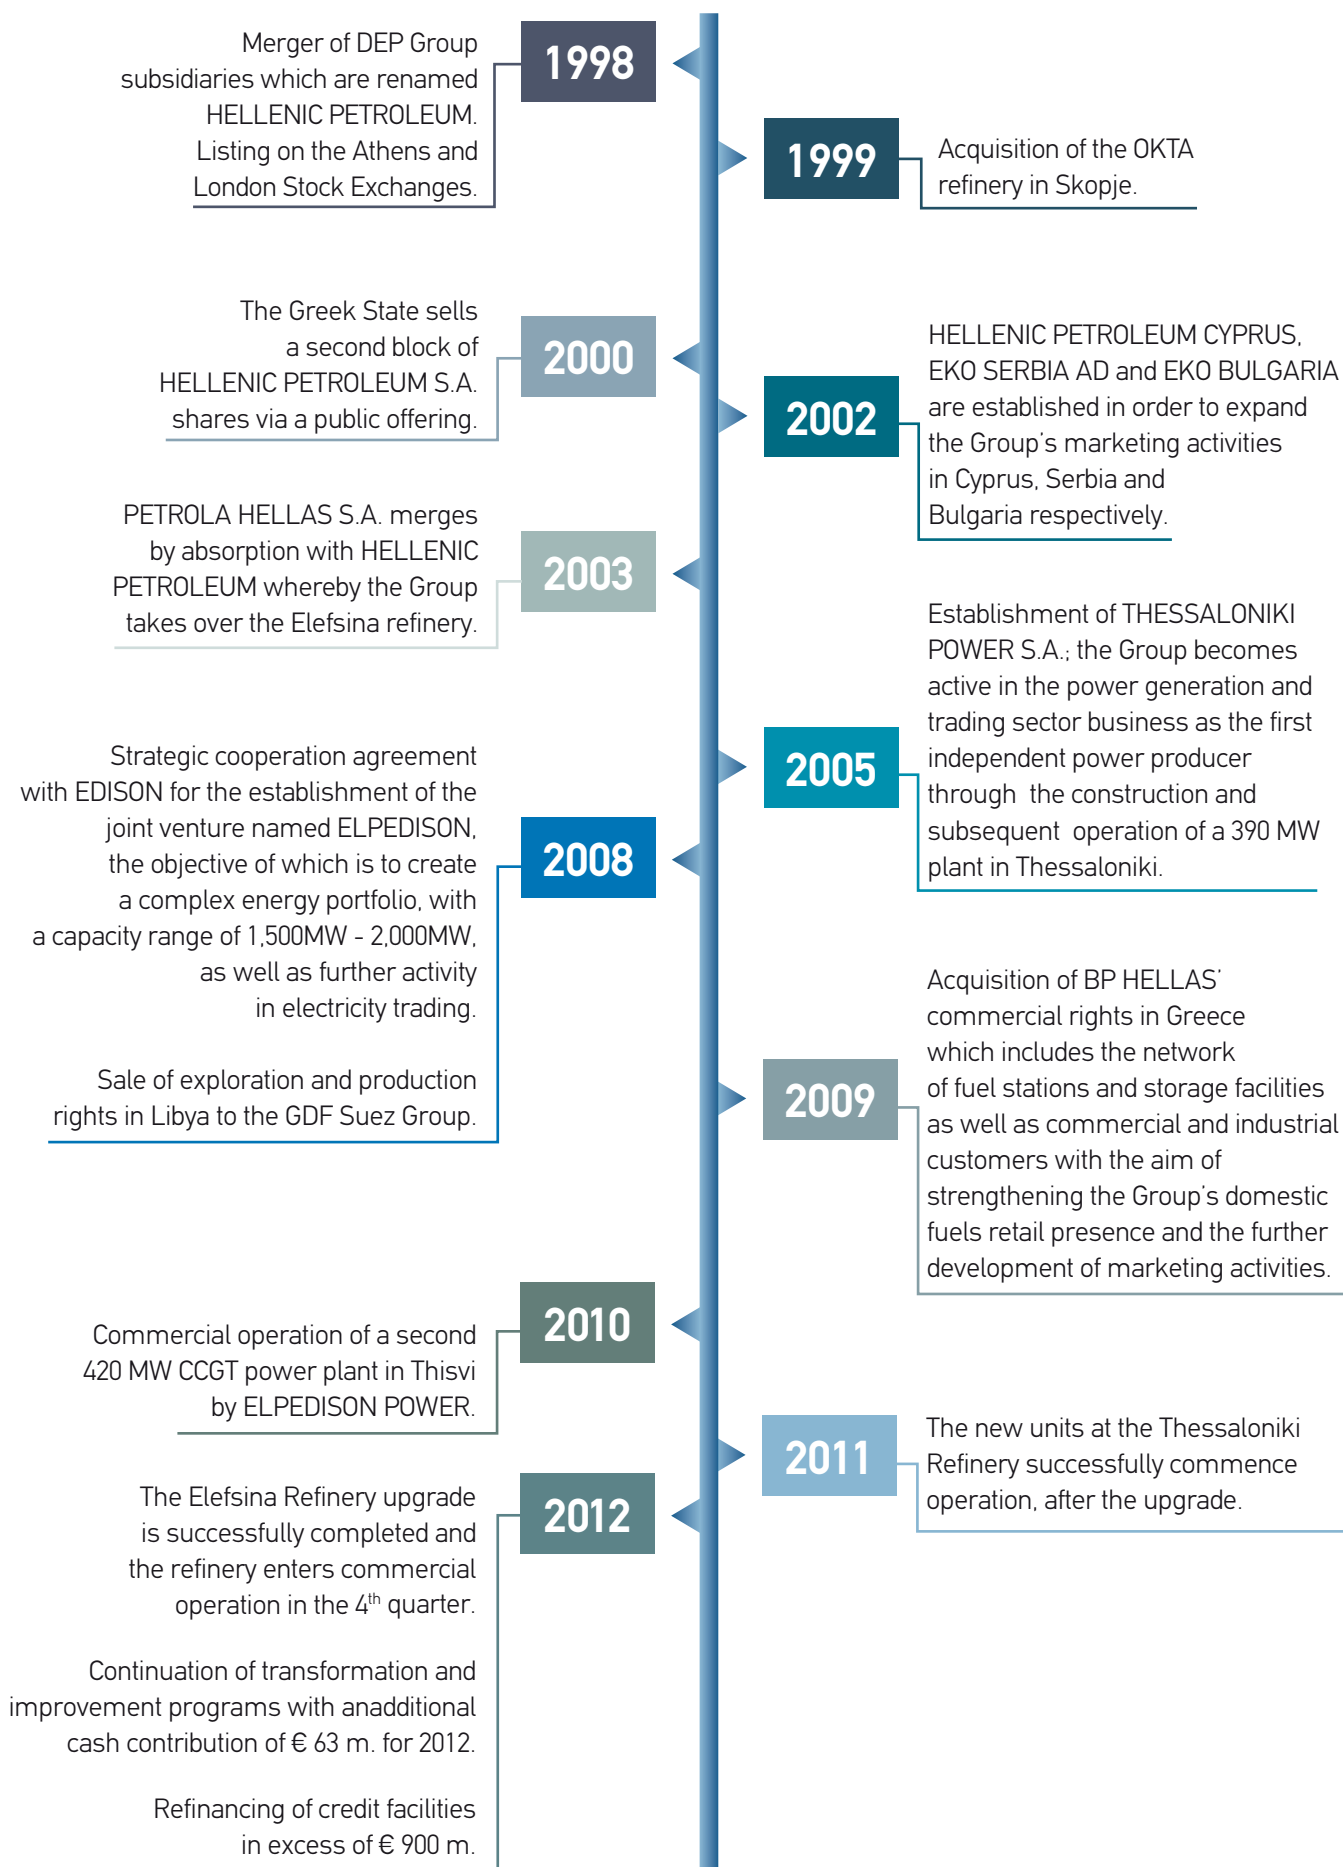 1998
Merger of DEP Group
subsidiaries which are renamed
HELLENIC PETROLEUM.
Listing on the Athens and
London Stock Exchanges.
1999
Acquisition of the OKTA
refinery in Skopje.
2000
The Greek State sells
a second block of
HELLENIC PETROLEUM S.A.
shares via a public offering.
2002
HELLENIC PETROLEUM CYPRUS,
EKO SERBIA AD and EKO BULGARIA
are established in order to expand
the Group's marketing activities
in Cyprus, Serbia and
Bulgaria respectively.
2003
PETROLA HELLAS S.A. merges
by absorption with HELLENIC
PETROLEUM whereby the Group
takes over the Elefsina refinery.
2005
Establishment of THESSALONIKI
POWER S.A.; the Group becomes
active in the power generation and
trading sector business as the first
independent power producer
through the construction and
subsequent operation of a 390 MW
plant in Thessaloniki.
2008
Strategic cooperation agreement
with EDISON for the establishment of the
joint venture named ELPEDISON,
the objective of which is to create
a complex energy portfolio, with
a capacity range of 1,500MW - 2,000MW,
as well as further activity
in electricity trading.
Sale of exploration and production
rights in Libya to the GDF Suez Group.
2009
Acquisition of BP HELLAS'
commercial rights in Greece
which includes the network
of fuel stations and storage facilities
as well as commercial and industrial
customers with the aim of
strengthening the Group's domestic
fuels retail presence and the further
development of marketing activities.
2010
Commercial operation of a second
420 MW CCGT power plant in Thisvi
by ELPEDISON POWER.
2011
The new units at the Thessaloniki
Refinery successfully commence
operation, after the upgrade.
2012
The Elefsina Refinery upgrade
is successfully completed and
the refinery enters commercial
operation in the 4th quarter.
Continuation of transformation and
improvement programs with anadditional
cash contribution of € 63 m. for 2012.
Refinancing of credit facilities
in excess of € 900 m.